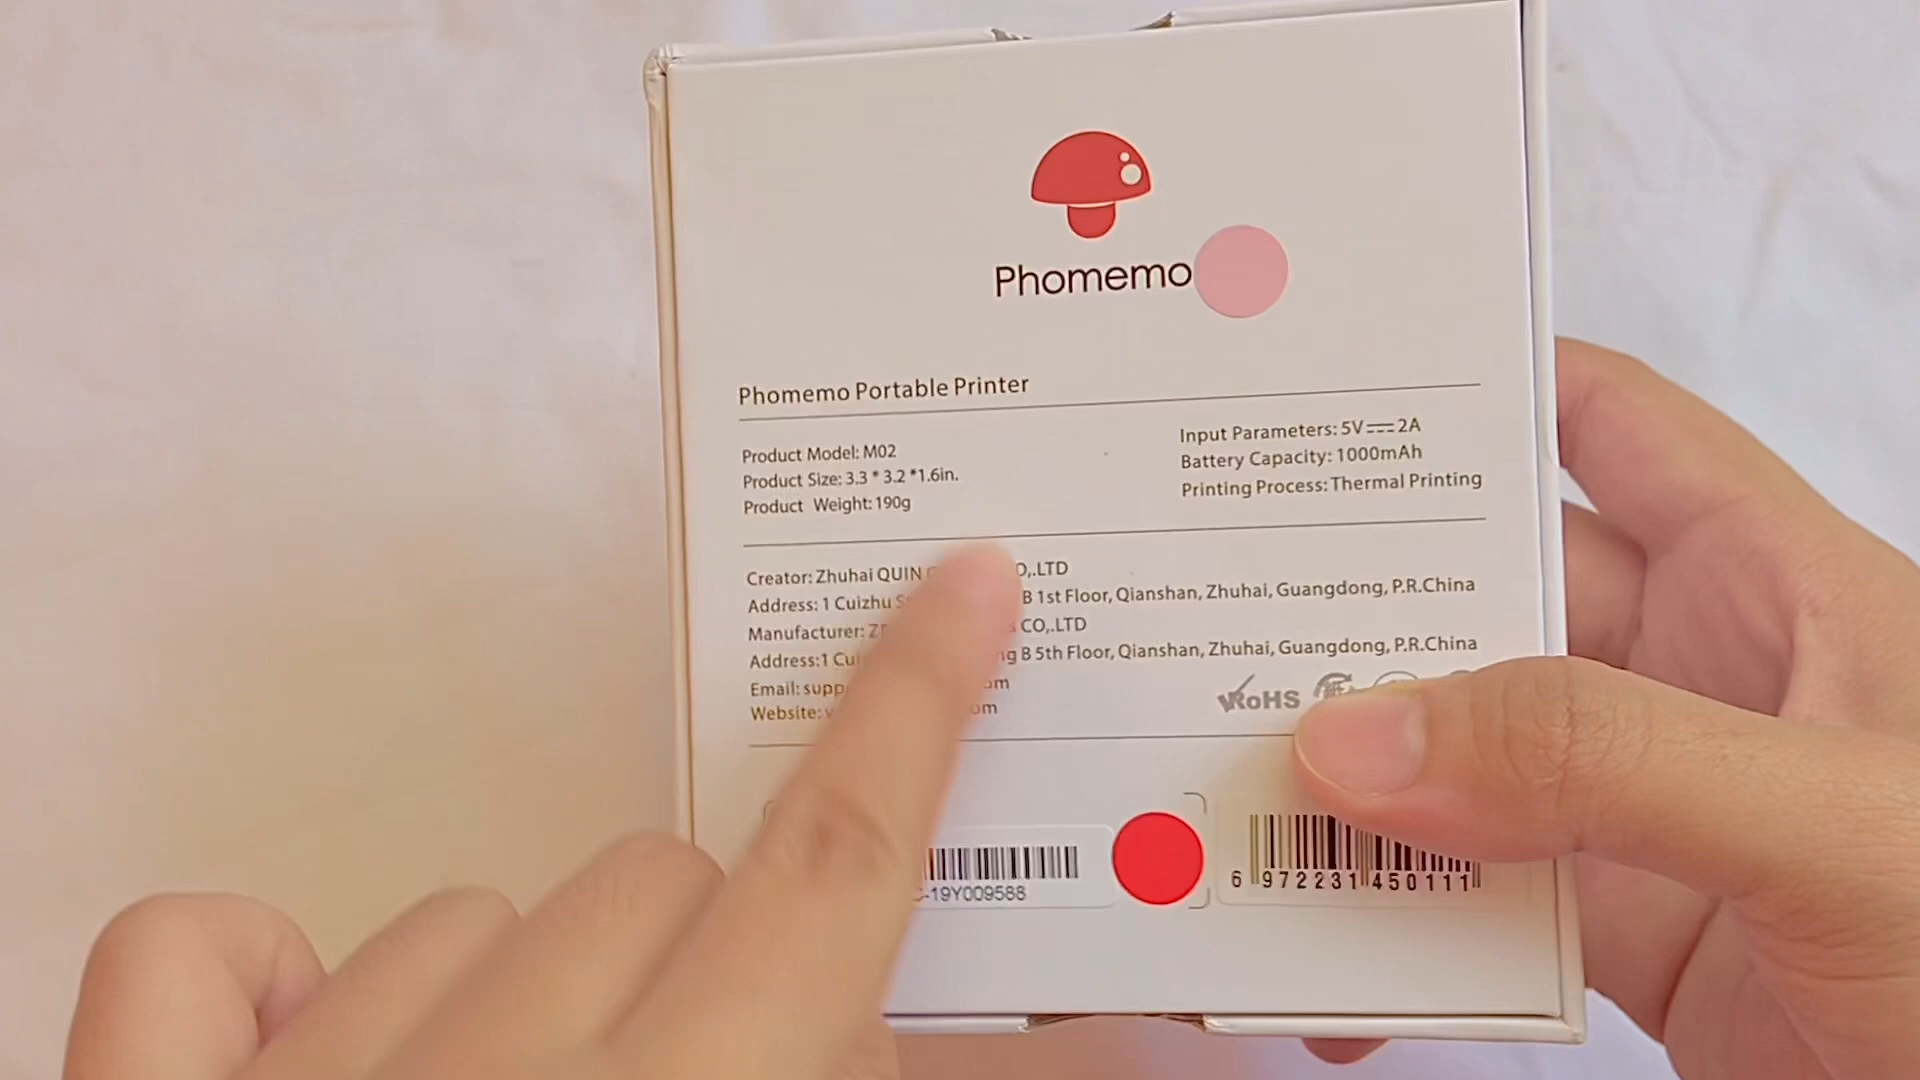 Phomemo
Phomemo Portable Printer
Product Model: M02
Product Size: 3.3 * 3.2 *1.6in.
Product Weight: 190g
Input Parameters: 5V⎓2A
Battery Capacity: 1000mAh
Printing Process: Thermal Printing
Creator: Zhuhai QUIN O,.LTD
Address: 1 Cuizhu B 1st Floor, Qianshan, Zhuhai, Guangdong, P.R.China
Manufacturer: CO,.LTD
Address:1 B 5th Floor, Qianshan, Zhuhai, Guangdong, P.R.China
Email:
Website:
RoHS
-19Y009588
6 972231 450111